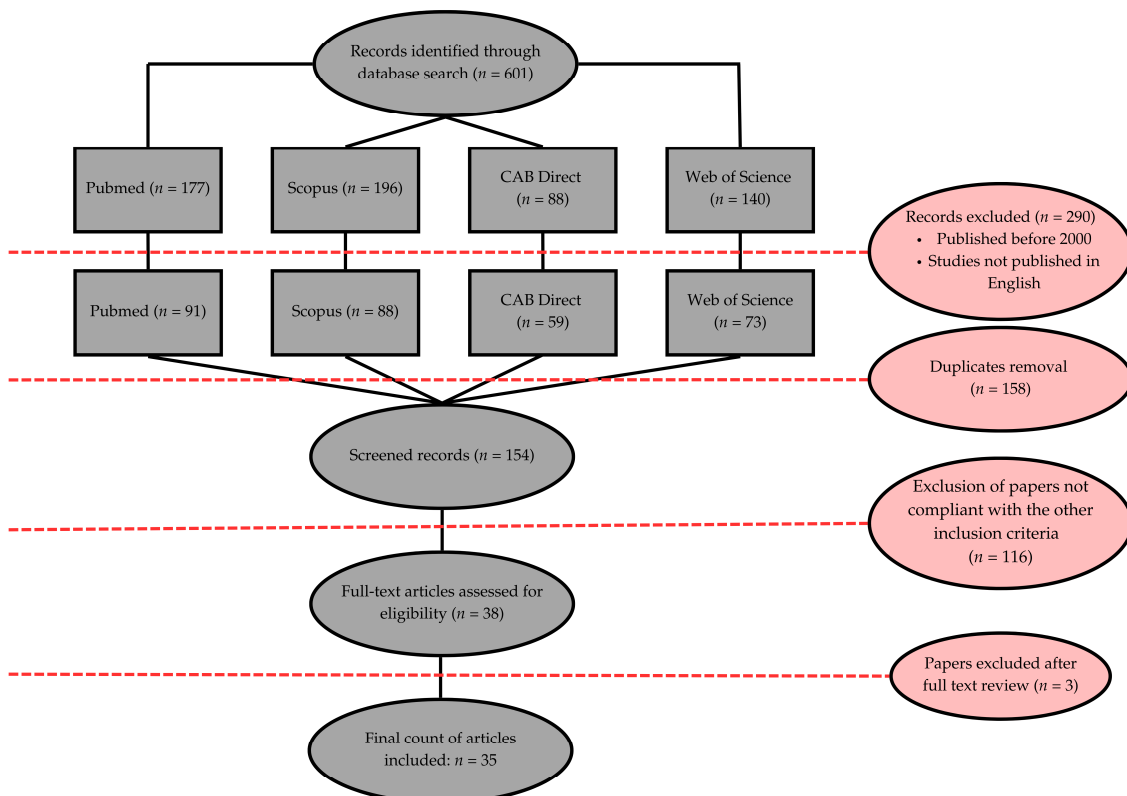 Records identified through
database search (n = 601)
Pubmed (n = 177)
Scopus (n = 196)
CAB Direct
(n = 88)
Web of Science
(n = 140)
Records excluded (n = 290)
• Published before 2000
• Studies not published in
English
Pubmed (n = 91)
Scopus (n = 88)
CAB Direct
(n = 59)
Web of Science
(n = 73)
Duplicates removal
(n = 158)
Screened records (n = 154)
Exclusion of papers not
compliant with the other
inclusion criteria
(n = 116)
Full-text articles assessed for
eligibility (n = 38)
Papers excluded after
full text review (n = 3)
Final count of articles
included: n = 35